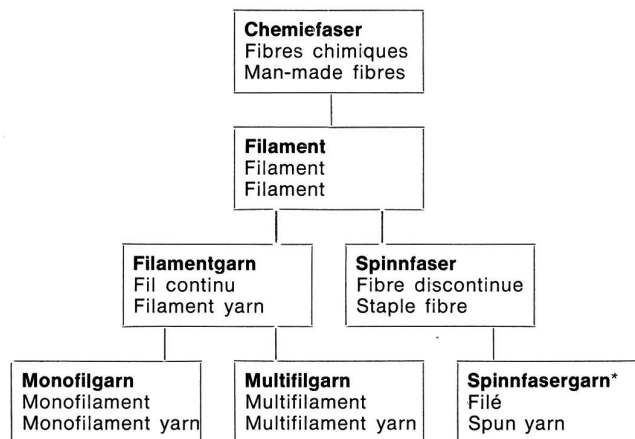 Chemiefaser
Fibres chimiques
Man-made fibres
Filament
Filament
Filament
Filamentgarn
Fil continu
Filament yarn
Spinnfaser
Fibre discontinue
Staple fibre
Monofilgarn
Monofilament
Monofilament yarn
Multifilgarn
Multifilament
Multifilament yarn
Spinnfasergarn*
Filé
Spun yarn